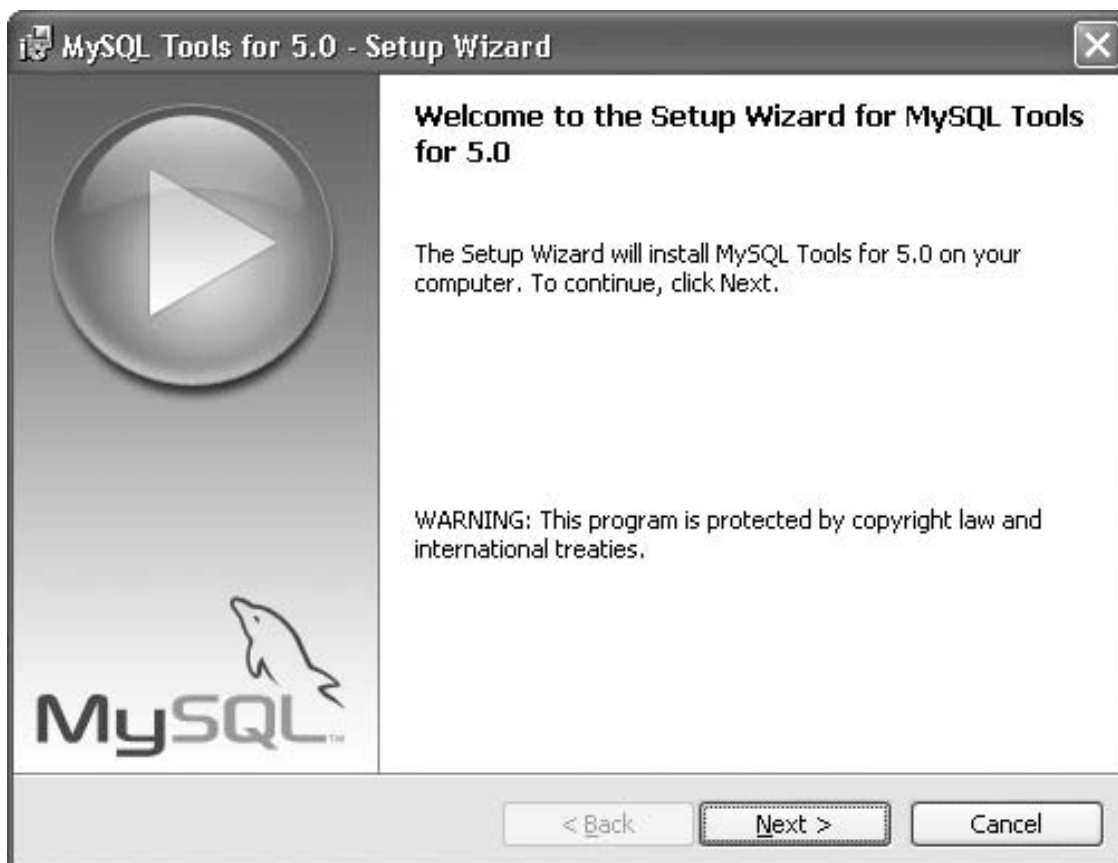 MySQL Tools for 5.0 - Setup Wizard
Welcome to the Setup Wizard for MySQL Tools
for 5.0
The Setup Wizard will install MySQL Tools for 5.0 on your
computer. To continue, click Next.
WARNING: This program is protected by copyright law and
international treaties.
MySQL™
< Back
Next >
Cancel